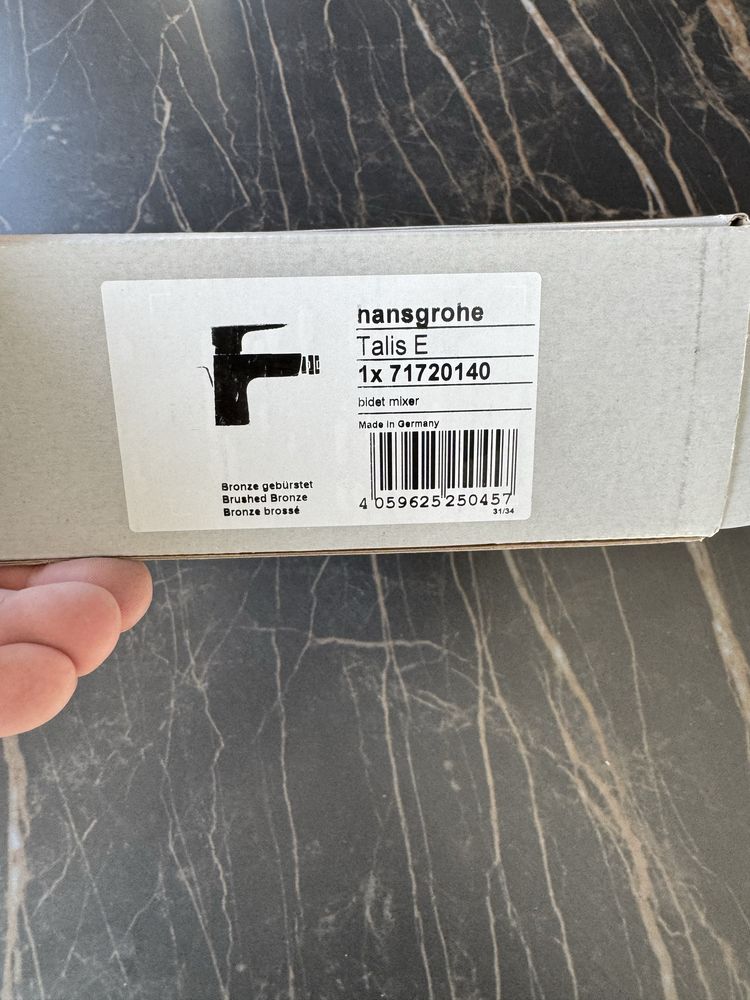 hansgrohe
Talis E
1x 71720140
bidet mixer
Made in Germany
Bronze gebürstet
Brushed Bronze
Bronze brossé
4 059625 250457
31/34